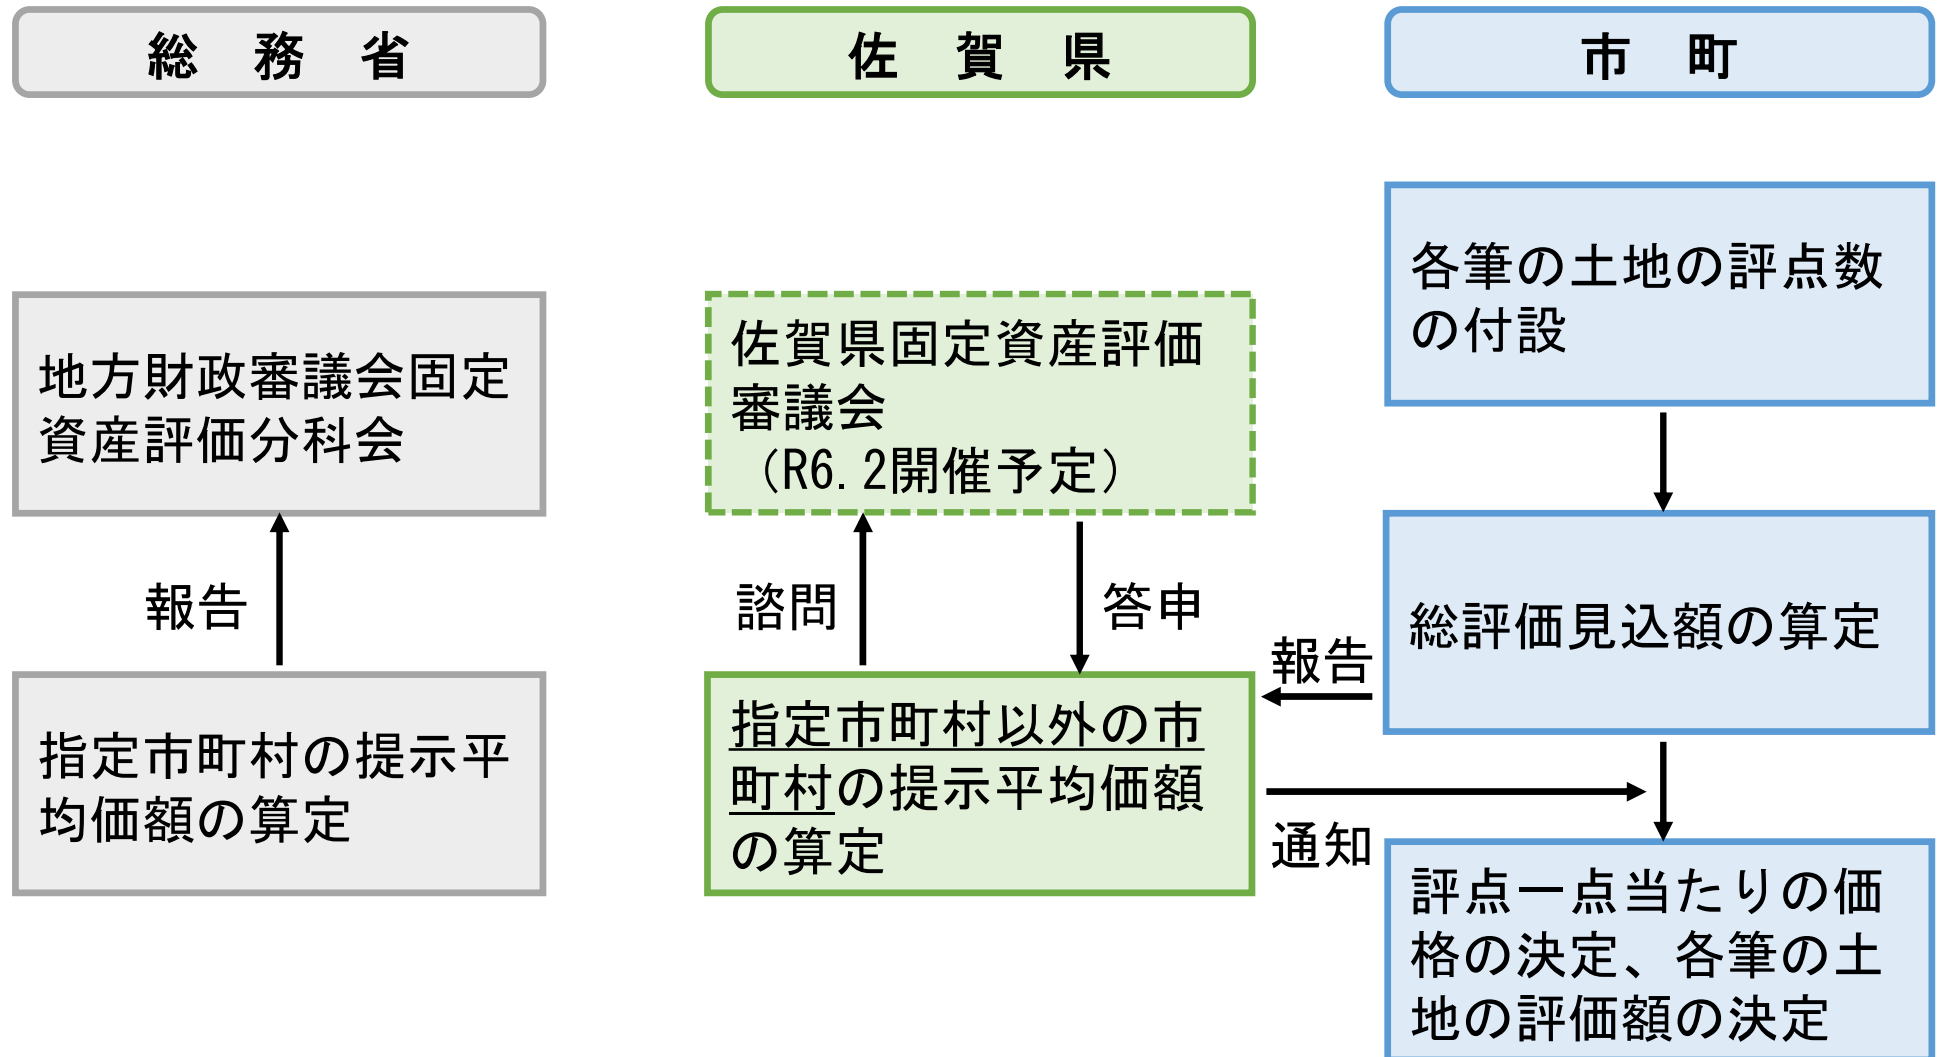 総　務　省
佐　賀　県
市　町
地方財政審議会固定
資産評価分科会
報告
指定市町村の提示平
均価額の算定
佐賀県固定資産評価
審議会
（R6.2開催予定）
諮問
答申
指定市町村以外の市
町村の提示平均価額
の算定
報告
通知
各筆の土地の評点数
の付設
総評価見込額の算定
評点一点当たりの価
格の決定、各筆の土
地の評価額の決定